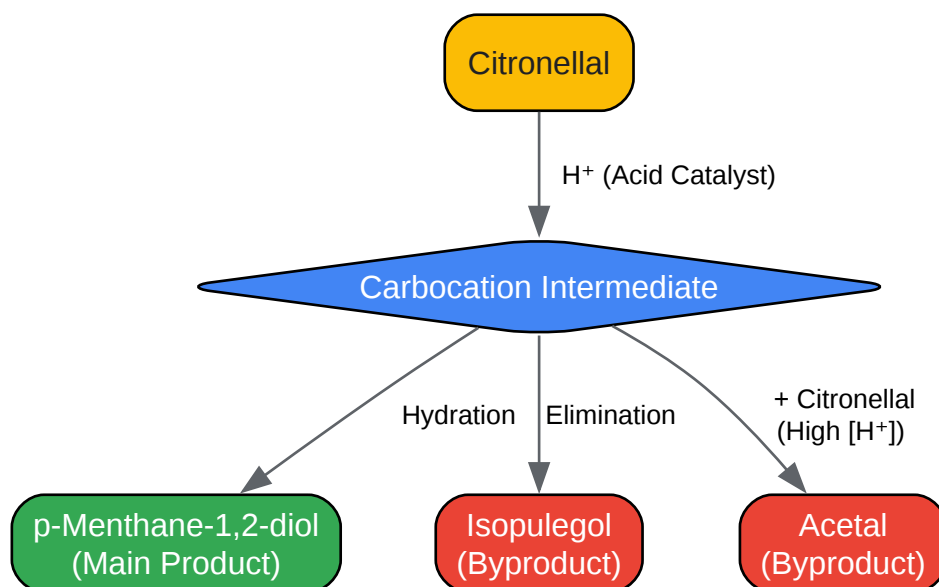 Citronellal
H⁺ (Acid Catalyst)
Carbocation Intermediate
Hydration
Elimination
+ Citronellal
(High [H⁺])
p-Menthane-1,2-diol
(Main Product)
Isopulegol
(Byproduct)
Acetal
(Byproduct)